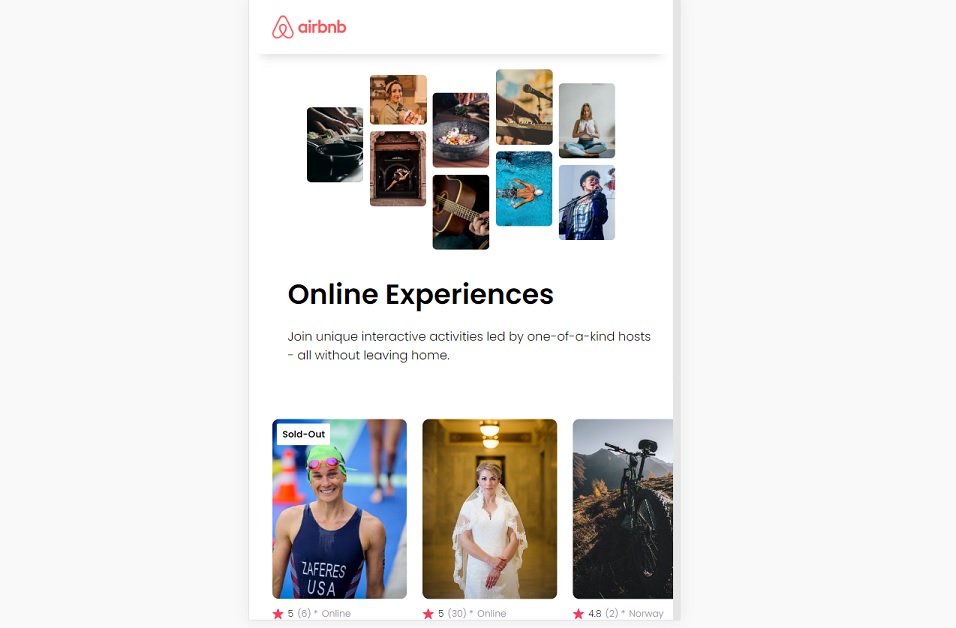 airbnb
Online Experiences
Join unique interactive activities led by one-of-a-kind hosts
- all without leaving home.
Sold-Out
ZAFERES
USA
5 (6) * Online
5 (30) * Online
4.8 (2) * Norway